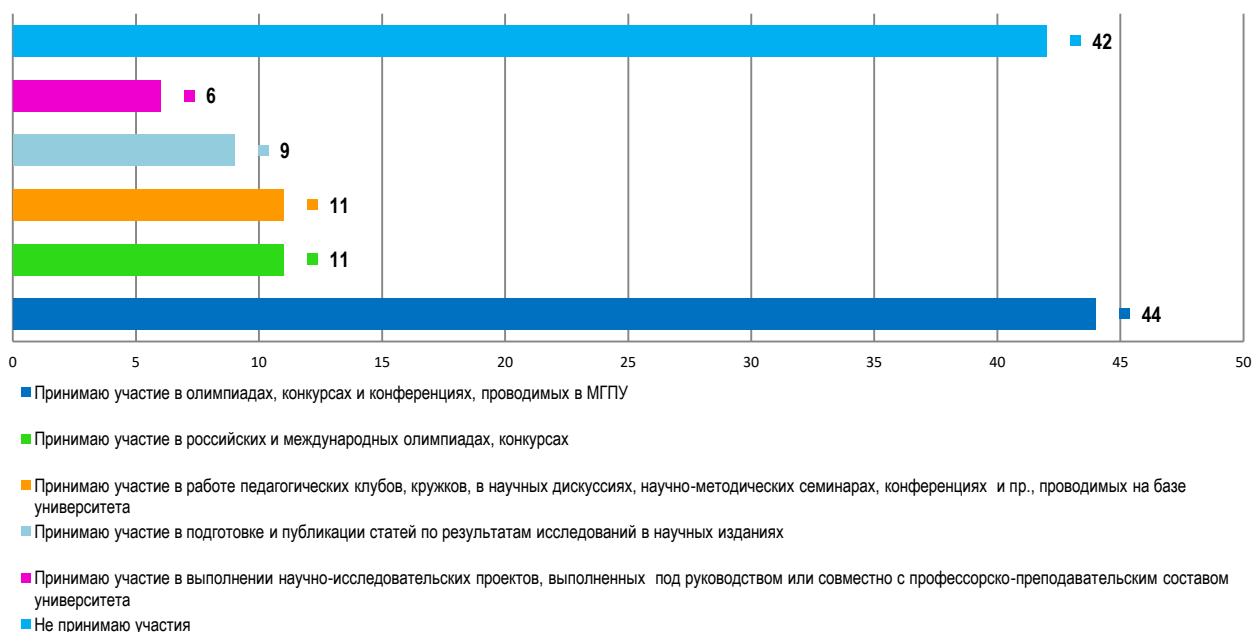 42
6
9
11
11
44
0 5 10 15 20 25 30 35 40 45 50
Принимаю участие в олимпиадах, конкурсах и конференциях, проводимых в МГПУ
Принимаю участие в российских и международных олимпиадах, конкурсах
Принимаю участие в работе педагогических клубов, кружков, в научных дискуссиях, научно-методических семинарах, конференциях и пр., проводимых на базе
университета
Принимаю участие в подготовке и публикации статей по результатам исследований в научных изданиях
Принимаю участие в выполнении научно-исследовательских проектов, выполненных под руководством или совместно с профессорско-преподавательским составом
университета
Не принимаю участия